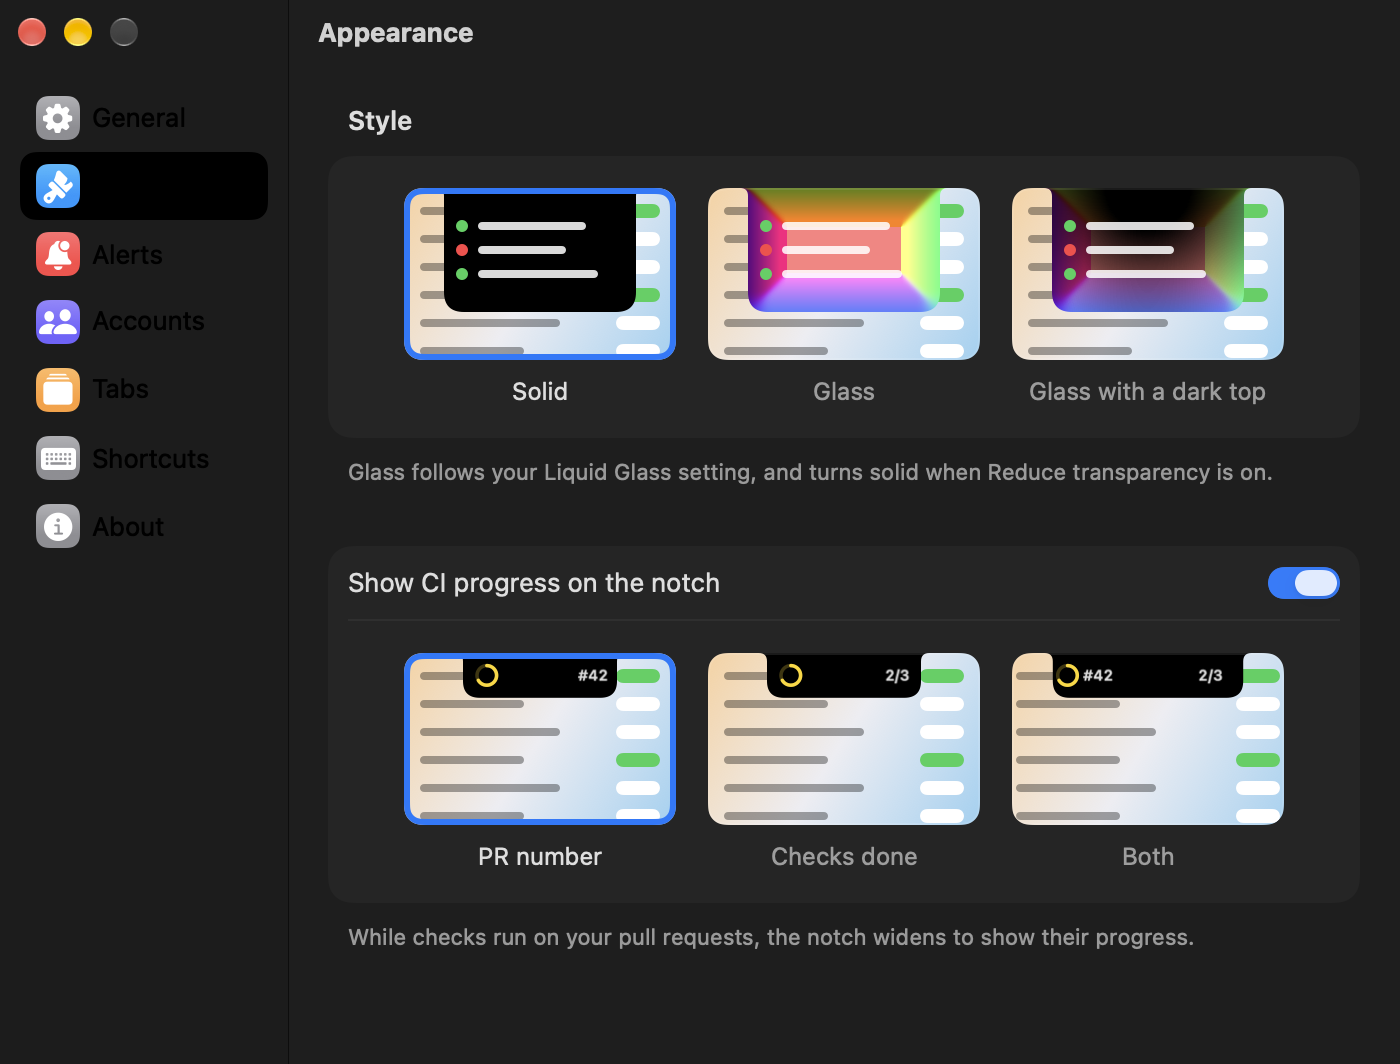 Appearance
General
Alerts
Accounts
Tabs
Shortcuts
About
Style
Solid
Glass
Glass with a dark top
Glass follows your Liquid Glass setting, and turns solid when Reduce transparency is on.
Show CI progress on the notch
#42
2/3
#42 2/3
PR number
Checks done
Both
While checks run on your pull requests, the notch widens to show their progress.